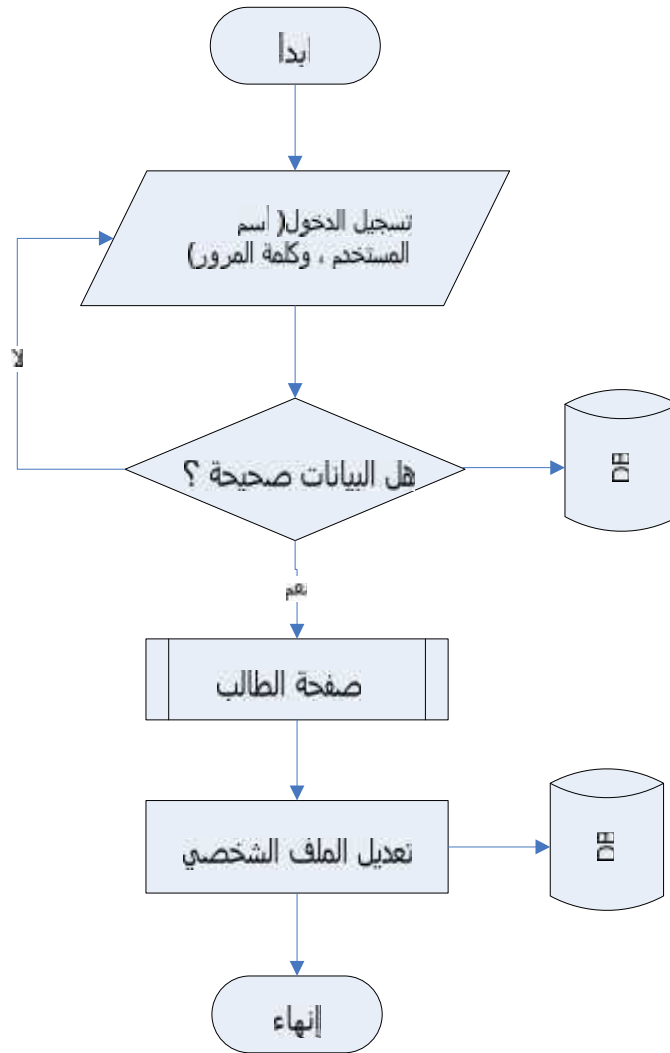 ابدأ
تسجيل الدخول( أسم
المستخدم ، وكلمة المرور)
لا
هل البيانات صحيحة ؟
DB
نعم
صفحة الطالب
تعديل الملف الشخصي
DB
إنهاء